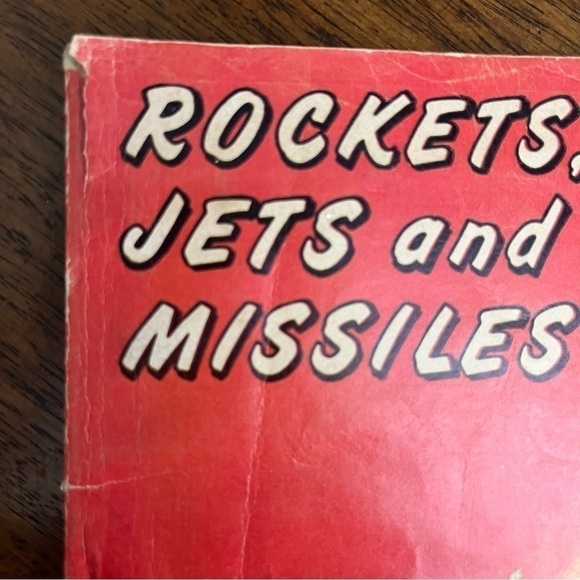 ROCKETS,
JETS and
MISSILES